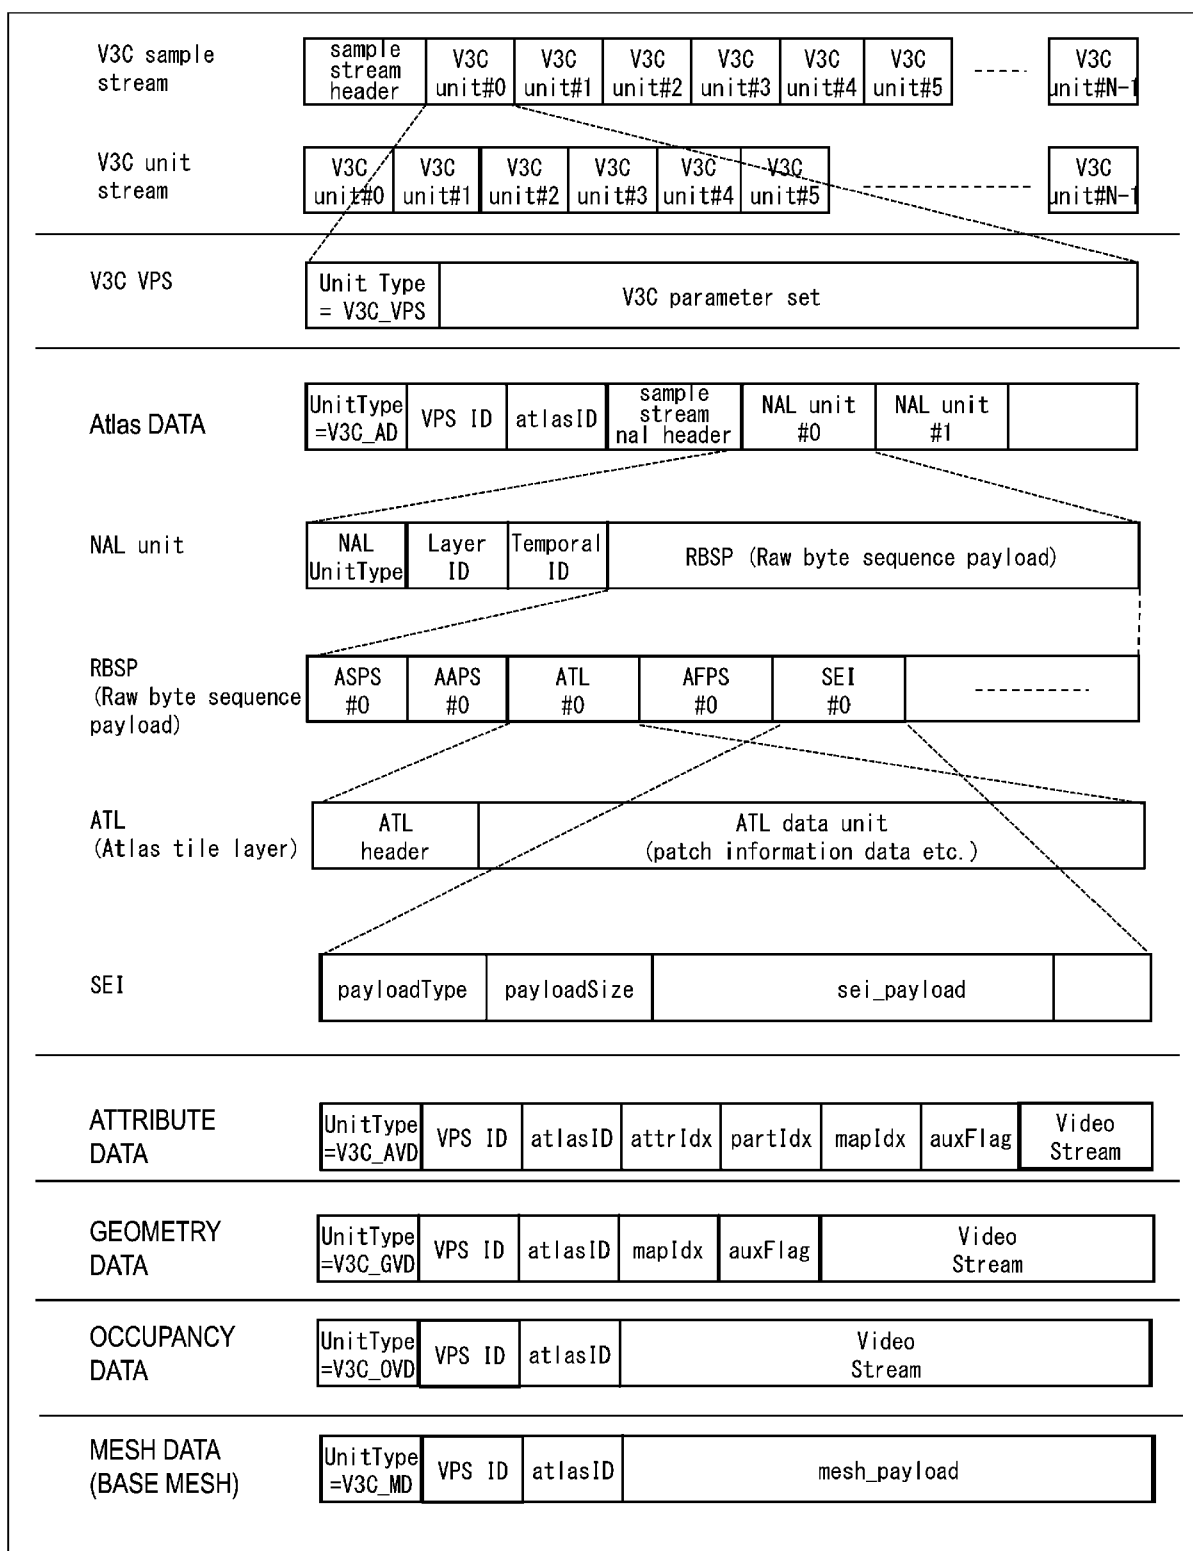 V3C sample
stream
sample
stream
header
V3C
unit#0
V3C
unit#1
V3C
unit#2
V3C
unit#3
V3C
unit#4
V3C
unit#5
V3C
unit#N-1
V3C unit
stream
V3C
unit#0
V3C
unit#1
V3C
unit#2
V3C
unit#3
V3C
unit#4
V3C
unit#5
V3C
unit#N-1
V3C VPS
Unit Type
= V3C_VPS
V3C parameter set
Atlas DATA
UnitType
=V3C_AD
VPS ID
atlasID
sample
stream
nal header
NAL unit
#0
NAL unit
#1
NAL unit
NAL
UnitType
Layer
ID
Temporal
ID
RBSP (Raw byte sequence payload)
RBSP
(Raw byte sequence
payload)
ASPS
#0
AAPS
#0
ATL
#0
AFPS
#0
SEI
#0
ATL
(Atlas tile layer)
ATL
header
ATL data unit
(patch information data etc.)
SEI
payloadType
payloadSize
sei_payload
ATTRIBUTE
DATA
UnitType
=V3C_AVD
VPS ID
atlasID
attrIdx
partIdx
mapIdx
auxFlag
Video
Stream
GEOMETRY
DATA
UnitType
=V3C_GVD
VPS ID
atlasID
mapIdx
auxFlag
Video
Stream
OCCUPANCY
DATA
UnitType
=V3C_OVD
VPS ID
atlasID
Video
Stream
MESH DATA
(BASE MESH)
UnitType
=V3C_MD
VPS ID
atlasID
mesh_payload